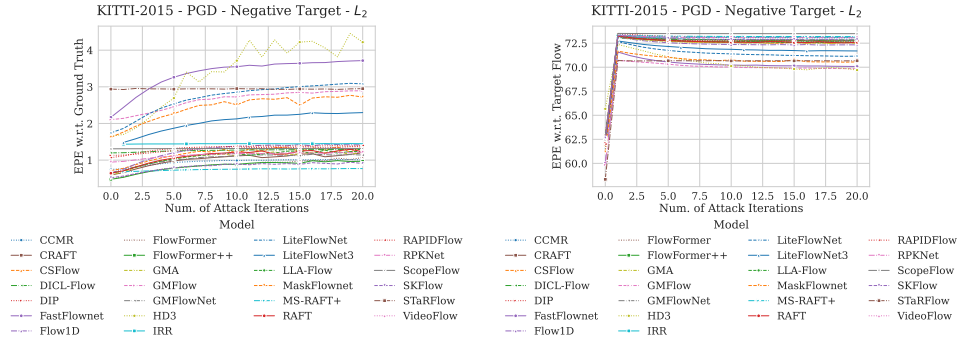 KITTI-2015 - PGD - Negative Target - L2
EPE w.r.t. Ground Truth
4
3
2
1
0.0 2.5 5.0 7.5 10.0 12.5 15.0 17.5 20.0
Num. of Attack Iterations
Model
CCMR FlowFormer LiteFlowNet RAPIDFlow
CRAFT FlowFormer++ LiteFlowNet3 RPKNet
CSFlow GMA LLA-Flow ScopeFlow
DICL-Flow GMFlow MaskFlownet SKFlow
DIP GMFlowNet MS-RAFT+ STaRFlow
FastFlownet HD3 RAFT VideoFlow
Flow1D IRR
KITTI-2015 - PGD - Negative Target - L2
EPE w.r.t. Target Flow
72.5
70.0
67.5
65.0
62.5
60.0
0.0 2.5 5.0 7.5 10.0 12.5 15.0 17.5 20.0
Num. of Attack Iterations
Model
CCMR FlowFormer LiteFlowNet RAPIDFlow
CRAFT FlowFormer++ LiteFlowNet3 RPKNet
CSFlow GMA LLA-Flow ScopeFlow
DICL-Flow GMFlow MaskFlownet SKFlow
DIP GMFlowNet MS-RAFT+ STaRFlow
FastFlownet HD3 RAFT VideoFlow
Flow1D IRR